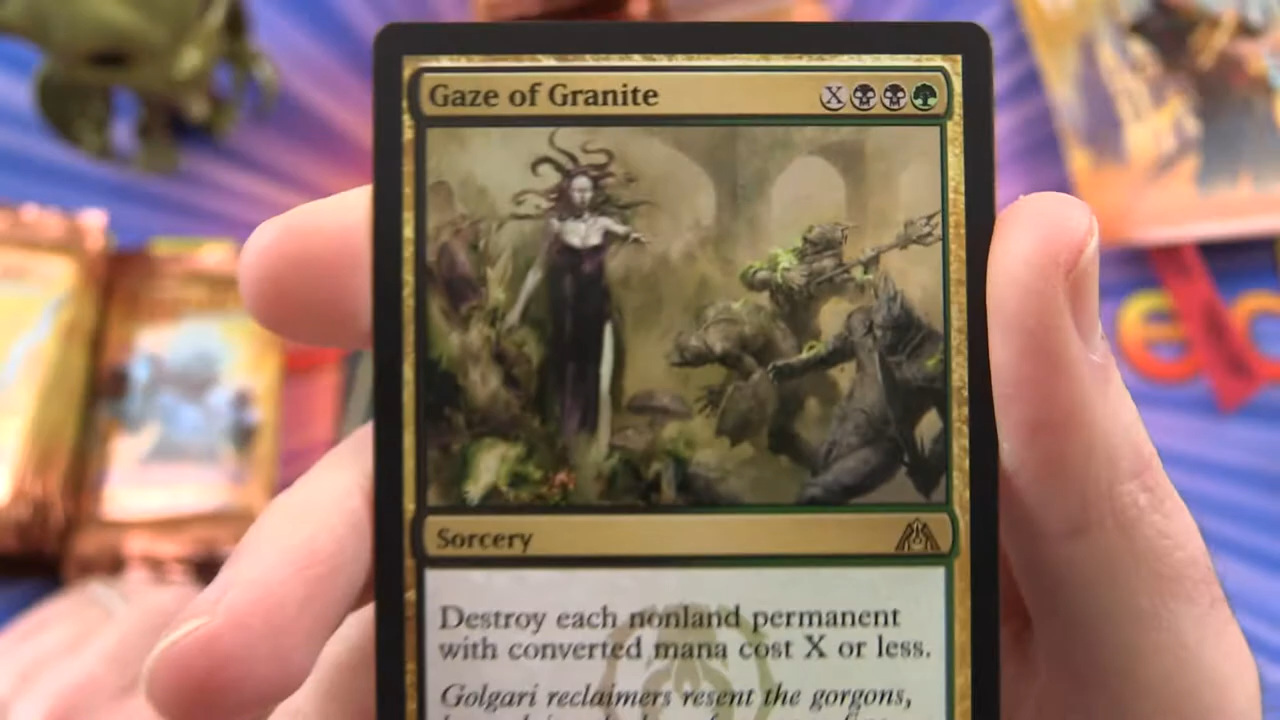 Gaze of Granite X
Sorcery
Destroy each nonland permanent
with converted mana cost X or less.
Golgari reclaimers resent the gorgons,